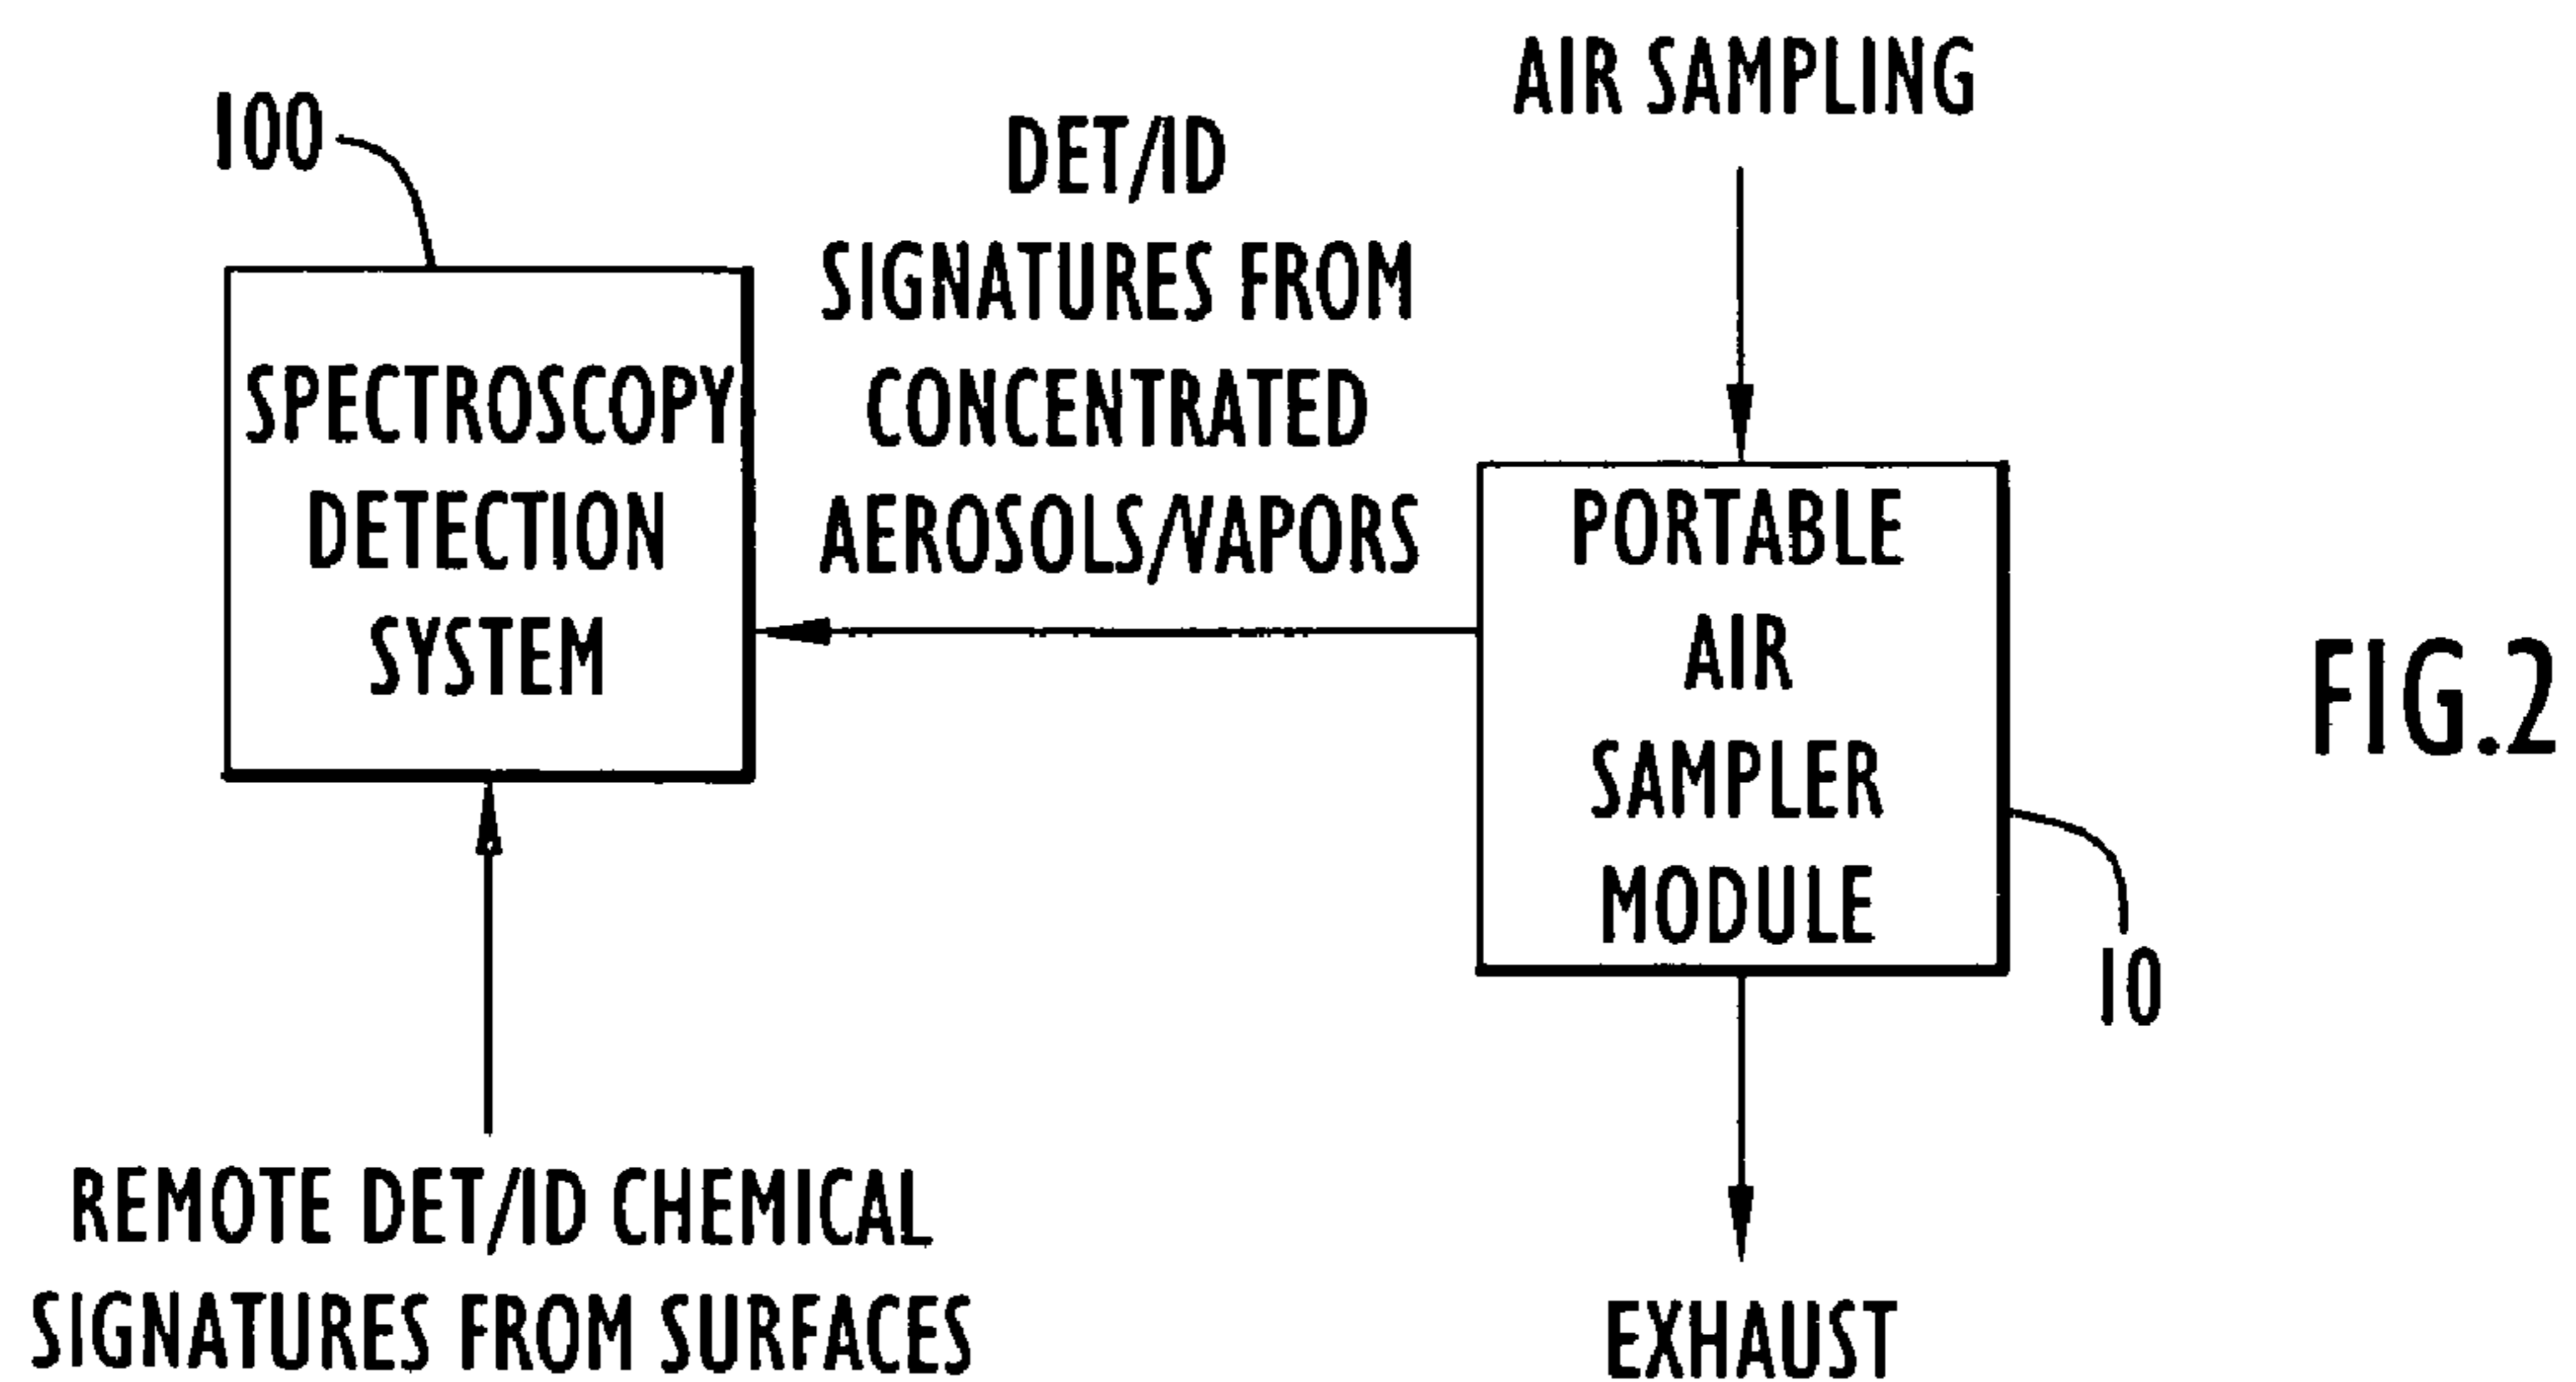 100
SPECTROSCOPY
DETECTION
SYSTEM
DET/ID
SIGNATURES FROM
CONCENTRATED
AEROSOLS/VAPORS
AIR SAMPLING
PORTABLE
AIR
SAMPLER
MODULE
10
REMOTE DET/ID CHEMICAL
SIGNATURES FROM SURFACES
EXHAUST
FIG.2